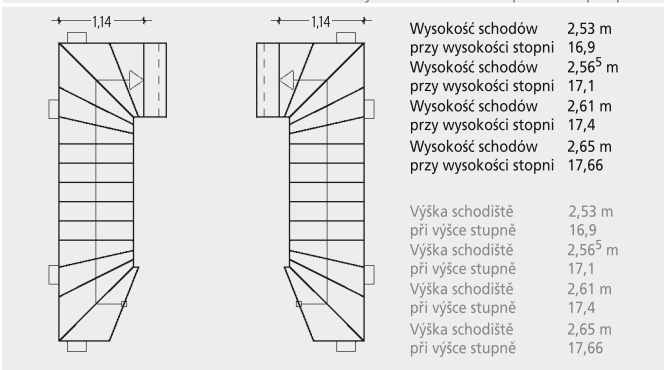 1,14
1,14
Wysokość schodów 2,53 m
przy wysokości stopni 16,9
Wysokość schodów 2,56⁵ m
przy wysokości stopni 17,1
Wysokość schodów 2,61 m
przy wysokości stopni 17,4
Wysokość schodów 2,65 m
przy wysokości stopni 17,66
Výška schodiště 2,53 m
při výšce stupně 16,9
Výška schodiště 2,56⁵ m
při výšce stupně 17,1
Výška schodiště 2,61 m
při výšce stupně 17,4
Výška schodiště 2,65 m
při výšce stupně 17,66